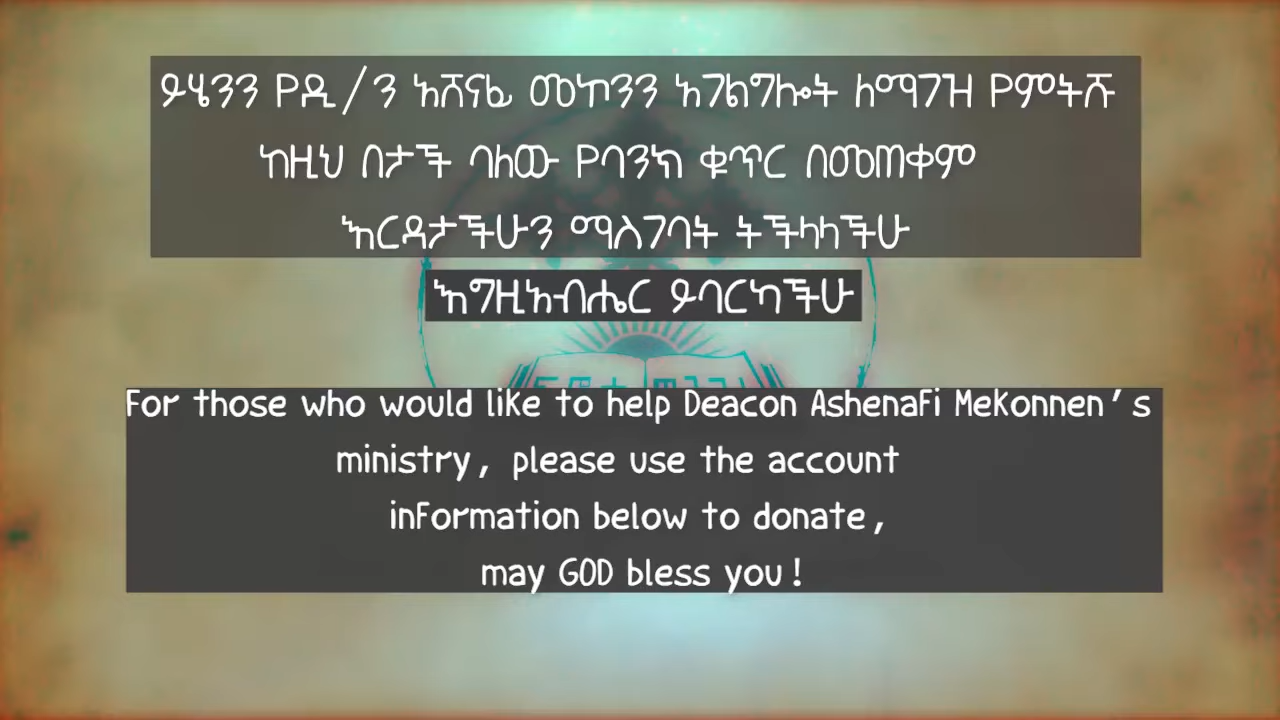 ይሄንን የዲ/ን አሸናፊ መኮንን አገልግሎት ለማገዝ የምትሹ
ከዚህ በታች ባለው የባንክ ቁጥር በመጠቀም
እርዳታችሁን ማስገባት ትችላላችሁ
እግዚአብሔር ይባርካችሁ
For those who would like to help Deacon Ashenafi Mekonnen's
ministry, please use the account
information below to donate,
may GOD bless you!